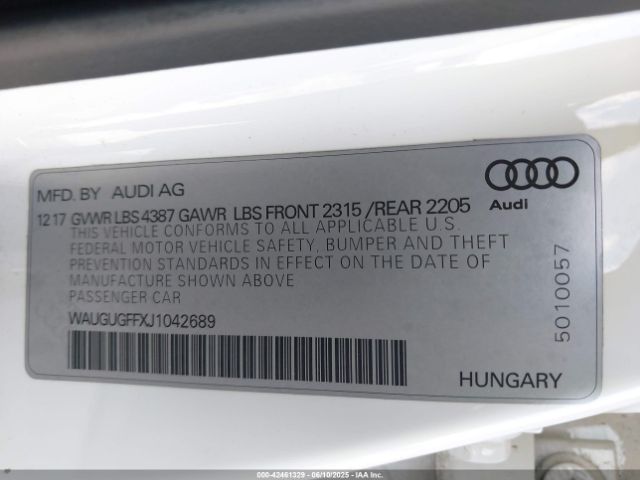 MFD. BY AUDI AG
12 17 GVWR LBS 4387 GAWR LBS FRONT 2315 /REAR 2205
THIS VEHICLE CONFORMS TO ALL APPLICABLE U.S.
FEDERAL MOTOR VEHICLE SAFETY, BUMPER AND THEFT
PREVENTION STANDARDS IN EFFECT ON THE DATE OF
MANUFACTURE SHOWN ABOVE
PASSENGER CAR
WAUGUGFFXJ1042689
Audi
5010057
HUNGARY
000-42461329 - 06/10/2025 - IAAI.COM